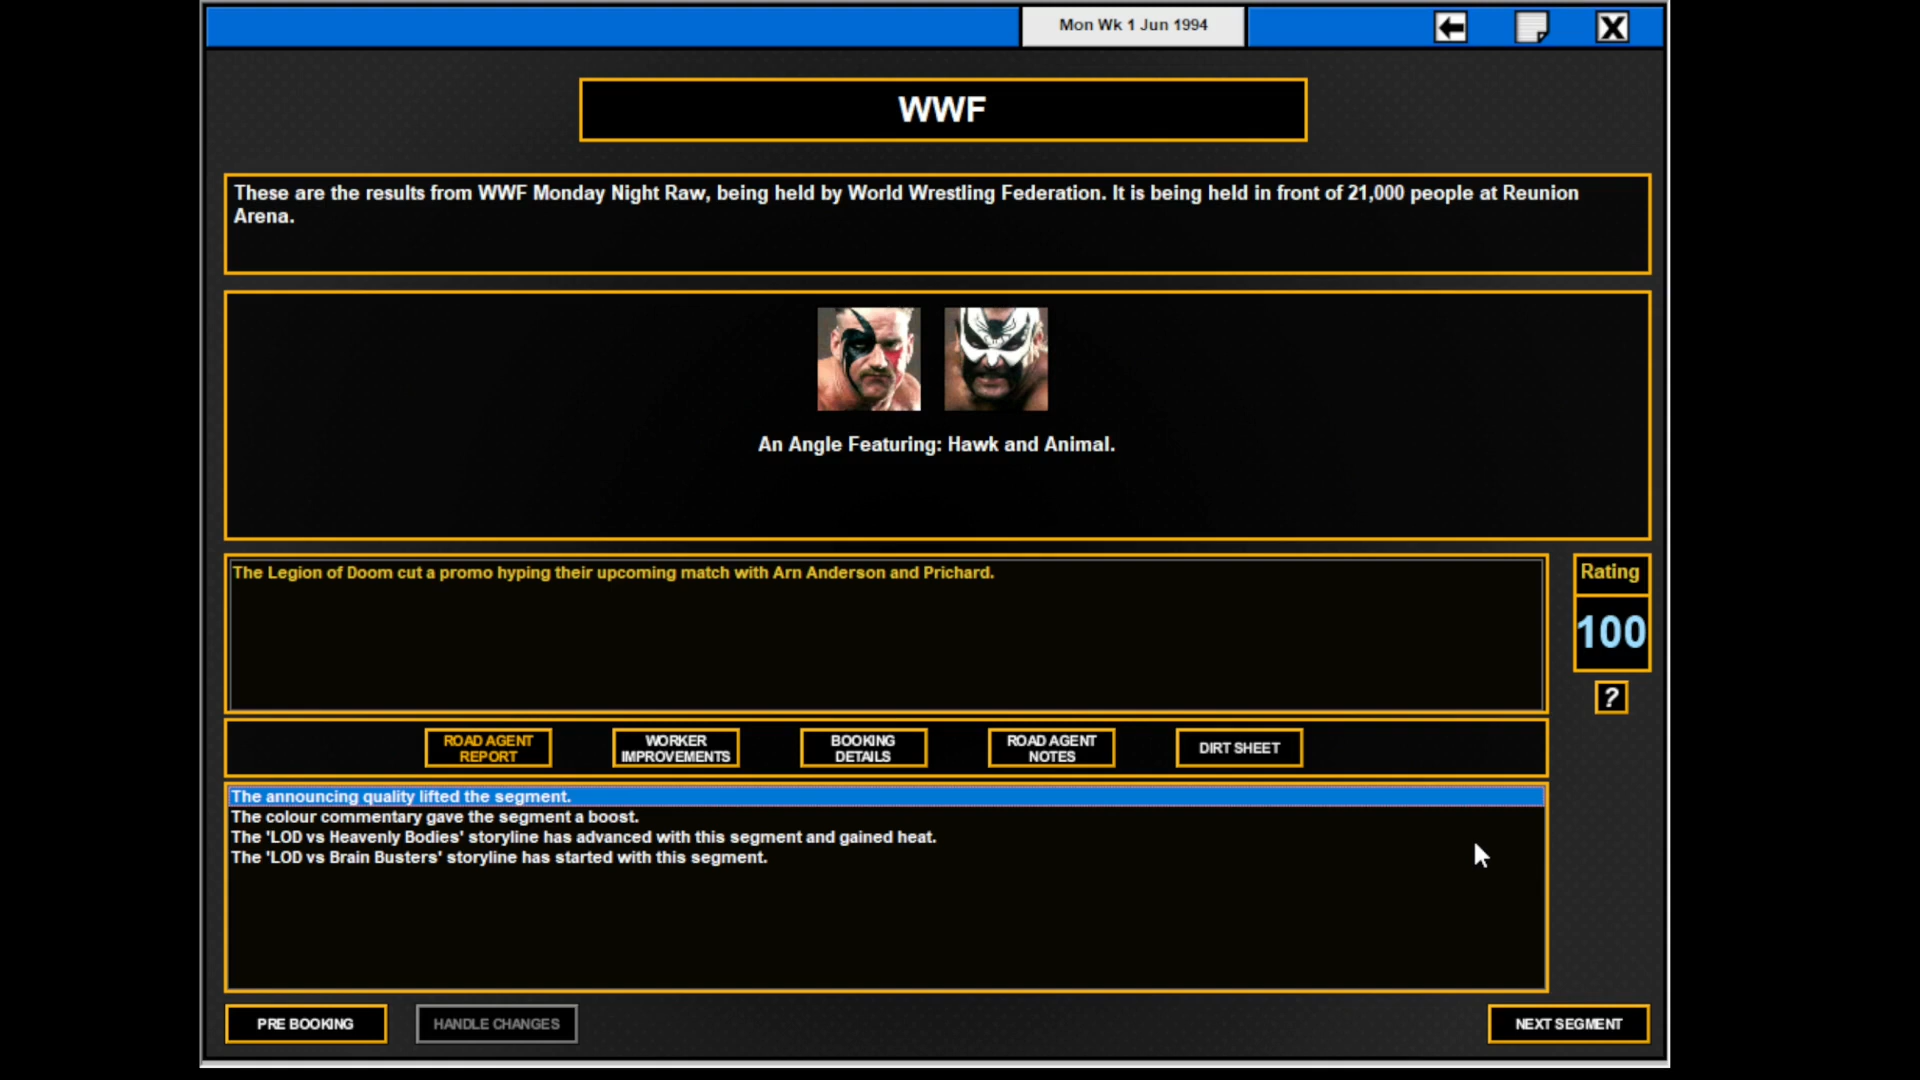 Mon Wk 1 Jun 1994
WWF
These are the results from WWF Monday Night Raw, being held by World Wrestling Federation. It is being held in front of 21,000 people at Reunion
Arena.
An Angle Featuring: Hawk and Animal.
The Legion of Doom cut a promo hyping their upcoming match with Arn Anderson and Prichard.
Rating
100
?
ROAD AGENT
REPORT
WORKER
IMPROVEMENTS
BOOKING
DETAILS
ROAD AGENT
NOTES
DIRT SHEET
The announcing quality lifted the segment.
The colour commentary gave the segment a boost.
The 'LOD vs Heavenly Bodies' storyline has advanced with this segment and gained heat.
The 'LOD vs Brain Busters' storyline has started with this segment.
PRE BOOKING
HANDLE CHANGES
NEXT SEGMENT